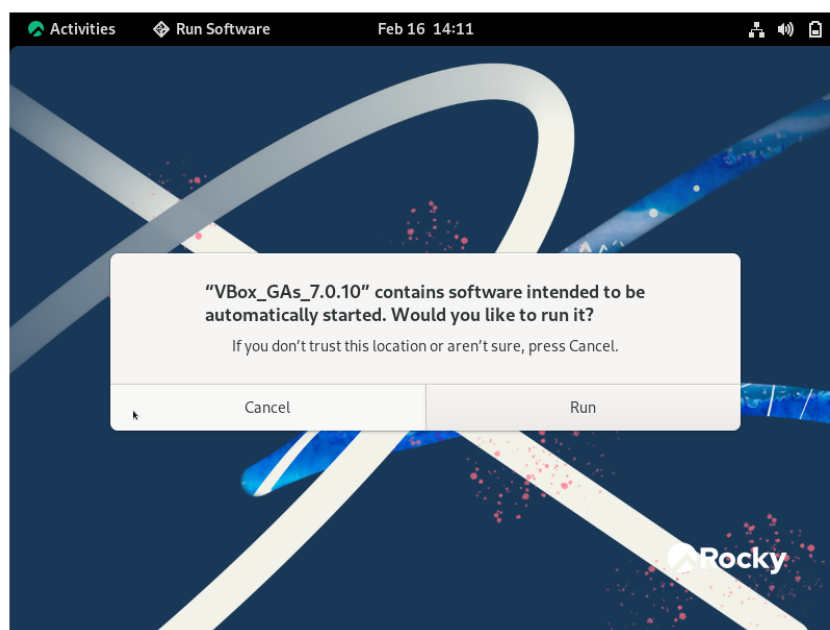 Activities Run Software Feb 16 14:11
“VBox_GAs_7.0.10” contains software intended to be
automatically started. Would you like to run it?
If you don’t trust this location or aren’t sure, press Cancel.
Cancel Run
Rocky